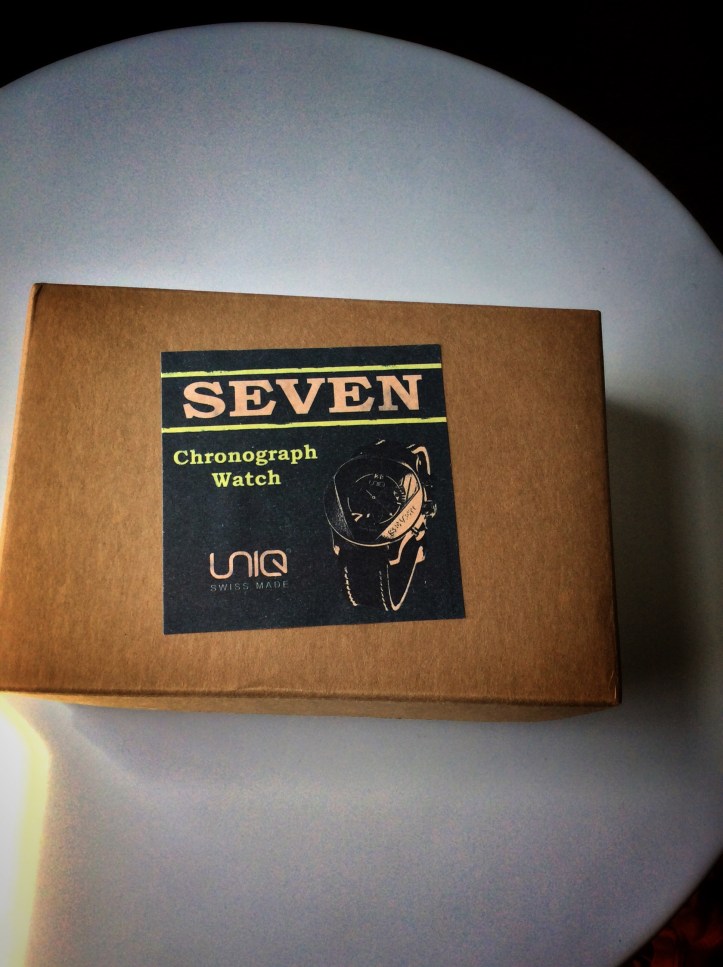 SEVEN
Chronograph
Watch
UNIQ
SWISS MADE